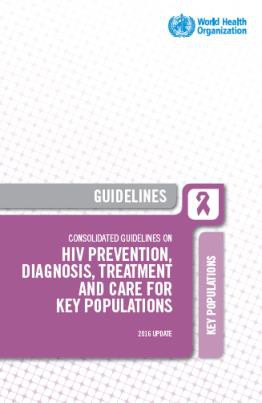 World Health
Organization
GUIDELINES
CONSOLIDATED GUIDELINES ON
HIV PREVENTION,
DIAGNOSIS, TREATMENT
AND CARE FOR
KEY POPULATIONS
2016 UPDATE
KEY POPULATIONS